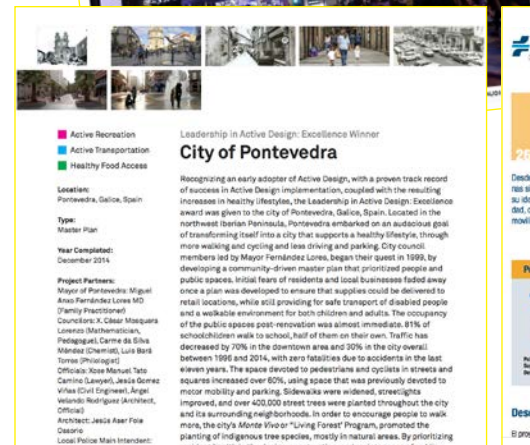 Active Recreation
Active Transportation
Healthy Food Access
Location:
Pontevedra, Galice, Spain
Type:
Master Plan
Year Completed:
December 2014
Project Partners:
Mayor of Pontevedra: Miguel
Anxo Fernández Lores MD
(Family Practitioner)
Councilors: X. César Mosquera
Lorenzo (Mathematician,
Pedagogue), Carme da Silva
Méndez (Chemist), Luis Bará
Torres (Philologist)
Officials: Xose Manuel Tato
Camino (Lawyer), Jesús Gómez
Viñas (Civil Engineer), Ángel
Velando Rodríguez (Architect,
Official)
Architect: Jesús Aser Fole
Osorio
Local Police Main Intendent:
Leadership in Active Design: Excellence Winner
City of Pontevedra
Recognizing an early adopter of Active Design, with a proven track record
of success in Active Design implementation, coupled with the resulting
increases in healthy lifestyles, the Leadership in Active Design: Excellence
award was given to the city of Pontevedra, Galice, Spain. Located in the
northwest Iberian Peninsula, Pontevedra embarked on an audacious goal
of transforming itself into a city that supports a healthy lifestyle, through
more walking and cycling and less driving and parking. City council
members led by Mayor Fernández Lores, began their quest in 1999, by
developing a community-driven master plan that prioritized people and
public spaces. Initial fears of residents and local businesses faded away
once a plan was developed to ensure that supplies could be delivered to
retail locations, while still providing for safe transport of disabled people
and a walkable environment for both children and adults. The occupancy
of the public spaces post-renovation was almost immediate. 81% of
schoolchildren walk to school, half of them on their own. Traffic has
decreased by 70% in the downtown area and 30% in the city overall
between 1996 and 2014, with zero fatalities due to accidents in the last
eleven years. The space devoted to pedestrians and cyclists in streets and
squares increased over 60%, using space that was previously devoted to
motor mobility and parking. Sidewalks were widened, streetlights
improved, and over 400,000 street trees were planted throughout the city
and its surrounding neighborhoods. In order to encourage people to walk
more, the city's Monte Vivo or "Living Forest" Program, promoted the
planting of indigenous tree species, mostly in natural areas. By prioritizing
Desde
nas si
su ide
dad, c
movil
Desa
El proc